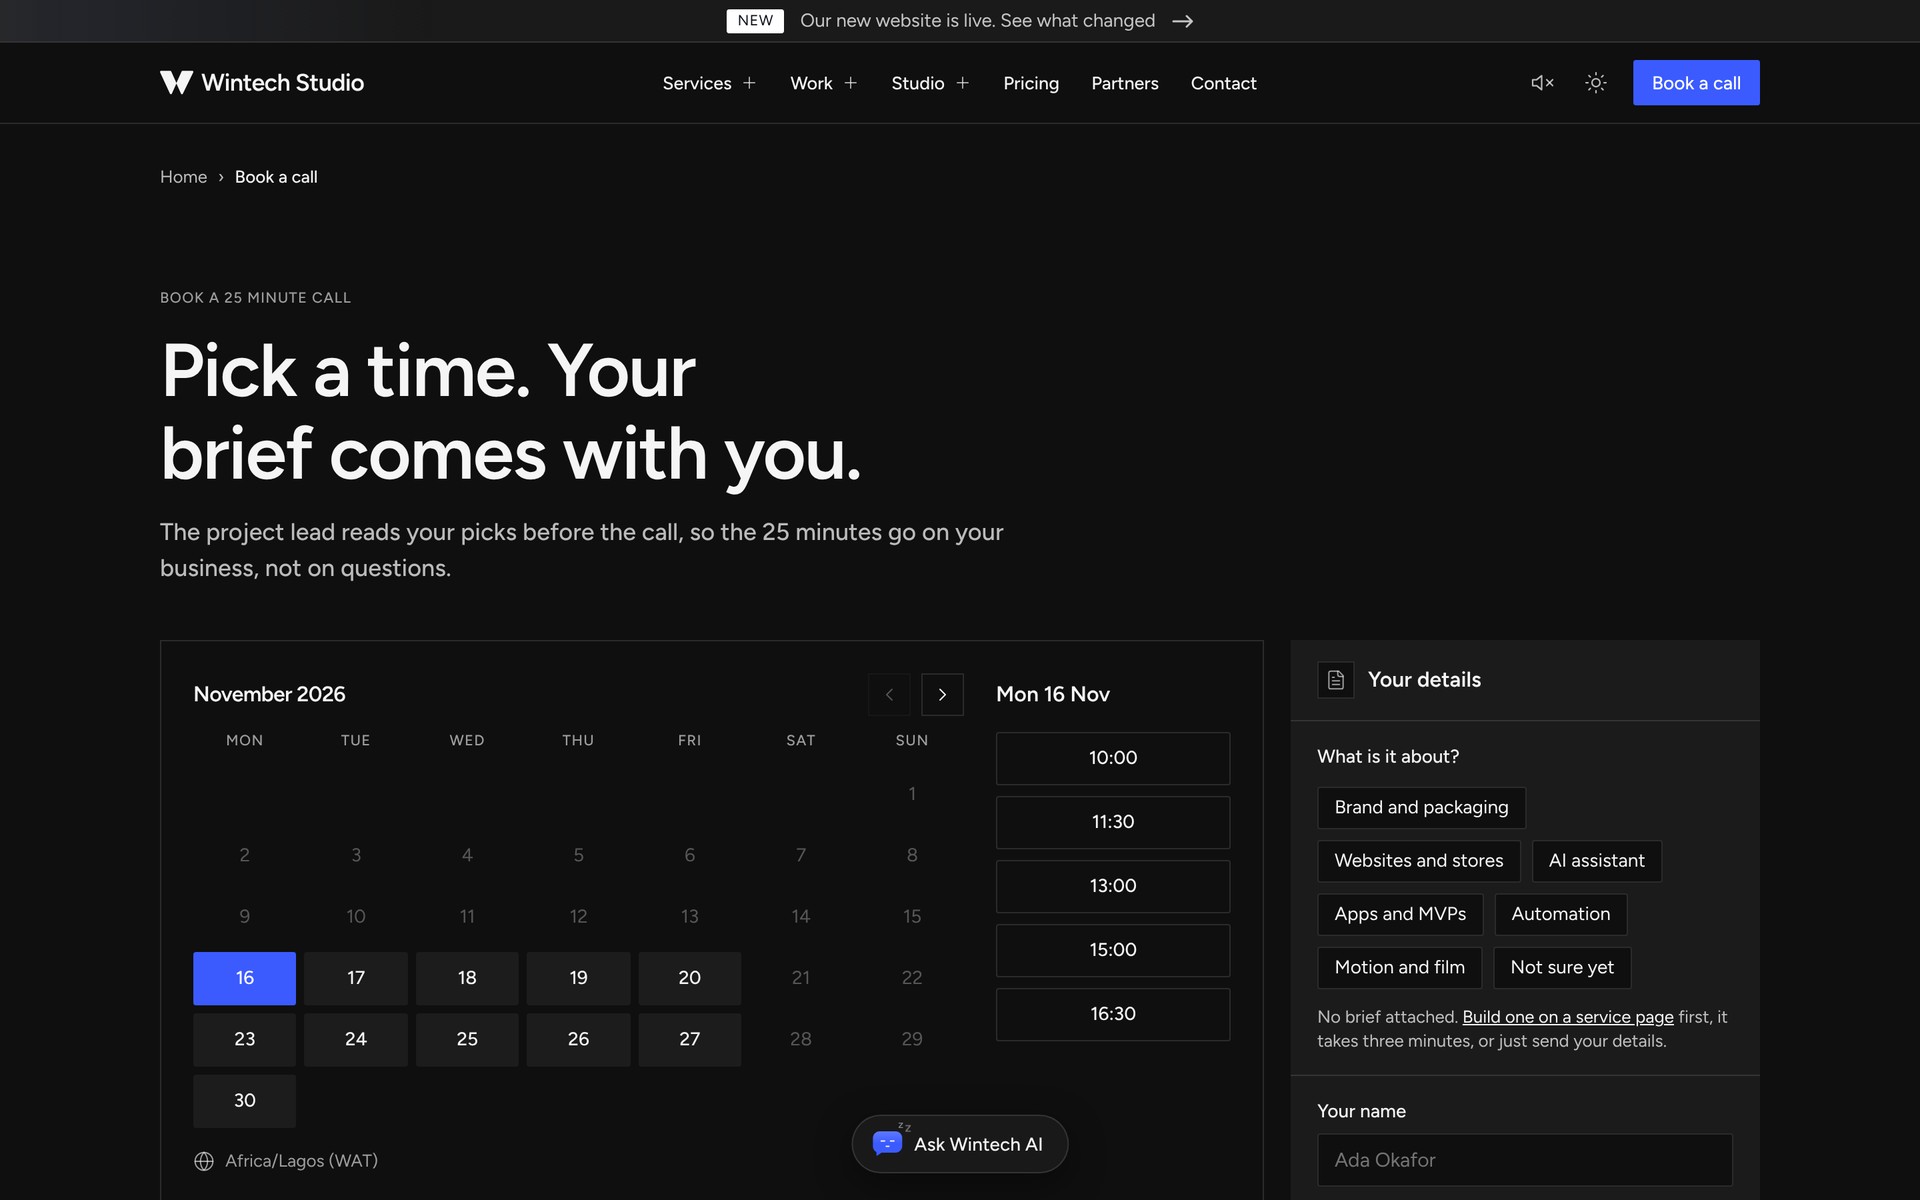 NEW Our new website is live. See what changed
Wintech Studio
Services Work Studio Pricing Partners Contact
Book a call
Home › Book a call
BOOK A 25 MINUTE CALL
Pick a time. Your
brief comes with you.
The project lead reads your picks before the call, so the 25 minutes go on your
business, not on questions.
November 2026
MON TUE WED THU FRI SAT SUN
1
2 3 4 5 6 7 8
9 10 11 12 13 14 15
16 17 18 19 20 21 22
23 24 25 26 27 28 29
30
Africa/Lagos (WAT)
Mon 16 Nov
10:00
11:30
13:00
15:00
16:30
Your details
What is it about?
Brand and packaging
Websites and stores AI assistant
Apps and MVPs Automation
Motion and film Not sure yet
No brief attached. Build one on a service page first, it
takes three minutes, or just send your details.
Your name
Ada Okafor
zz
Ask Wintech AI